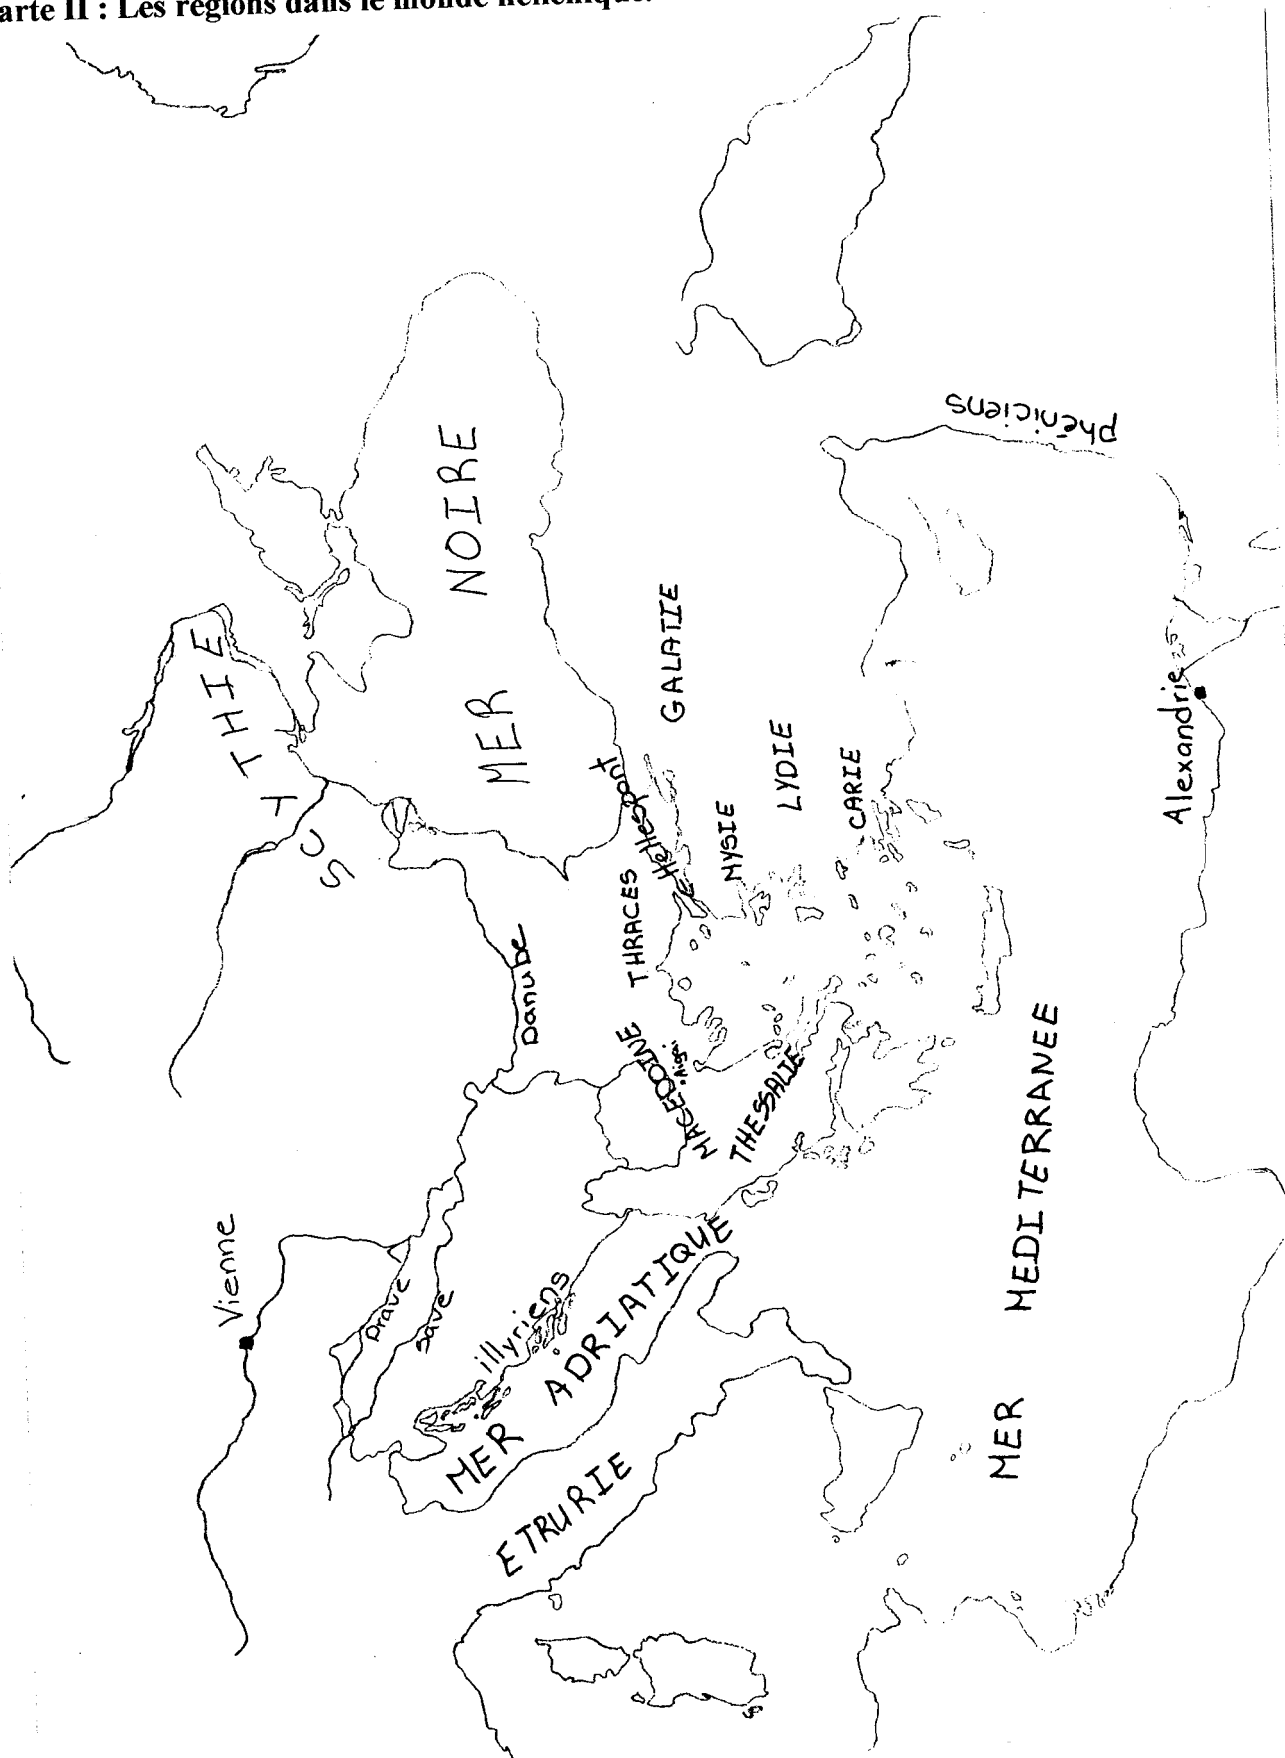 arte II : Les régions dans le monde hellénique.
SCYTHIE
MER NOIRE
Vienne
Drave
Save
Danube
illyriens
MER ADRIATIQUE
ETRURIE
THRACES
Hellespont
MACEDOINE
Aigai
THESSALIE
GALATIE
MYSIE
LYDIE
CARIE
phéniciens
Alexandrie
MER MEDITERRANEE